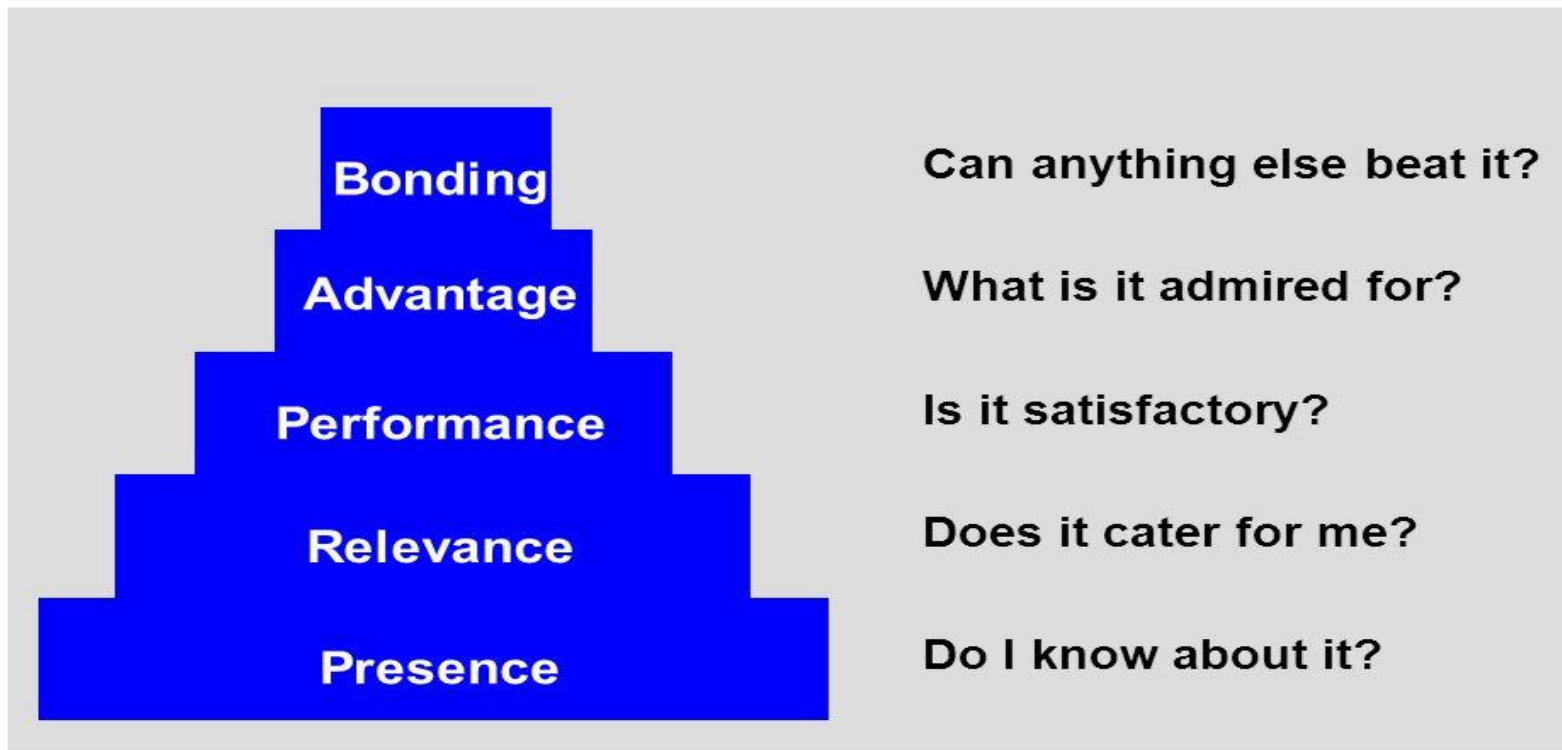 Bonding
Can anything else beat it?
Advantage
What is it admired for?
Performance
Is it satisfactory?
Relevance
Does it cater for me?
Presence
Do I know about it?